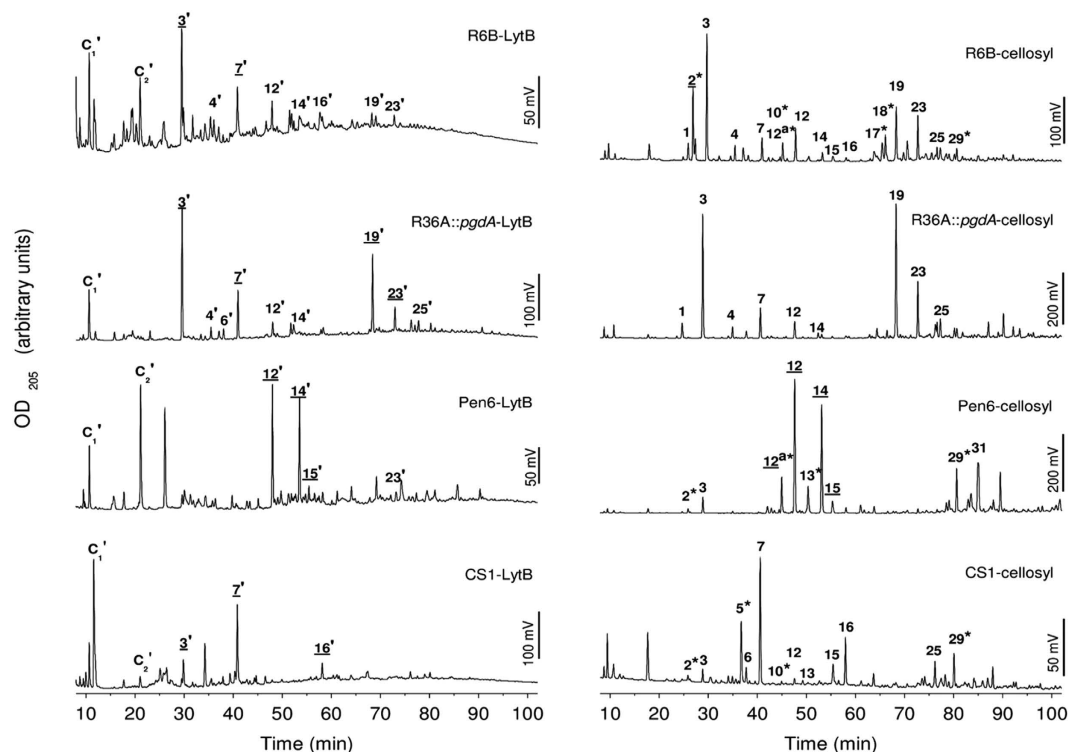 OD 205 (arbitrary units)
R6B-LytB
C1' C2' 3' 4' 7' 12' 14' 16' 19' 23'
50 mV
R36A::pgdA-LytB
C1' 3' 4' 6' 7' 12' 14' 19' 23' 25'
100 mV
Pen6-LytB
C1' C2' 12' 14' 15' 23'
50 mV
CS1-LytB
C1' C2' 3' 7' 16'
100 mV
10 20 30 40 50 60 70 80 90 100
Time (min)
R6B-cellosyl
1 2* 3 4 7 10* 12a* 12 14 15 16 17* 18* 19 23 25 29*
100 mV
R36A::pgdA-cellosyl
1 3 4 7 12 14 19 23 25
200 mV
Pen6-cellosyl
2* 3 12a* 12 13* 14 15 29* 31
200 mV
CS1-cellosyl
2* 3 5* 6 7 10* 12 13 15 16 25 29*
50 mV
10 20 30 40 50 60 70 80 90 100
Time (min)